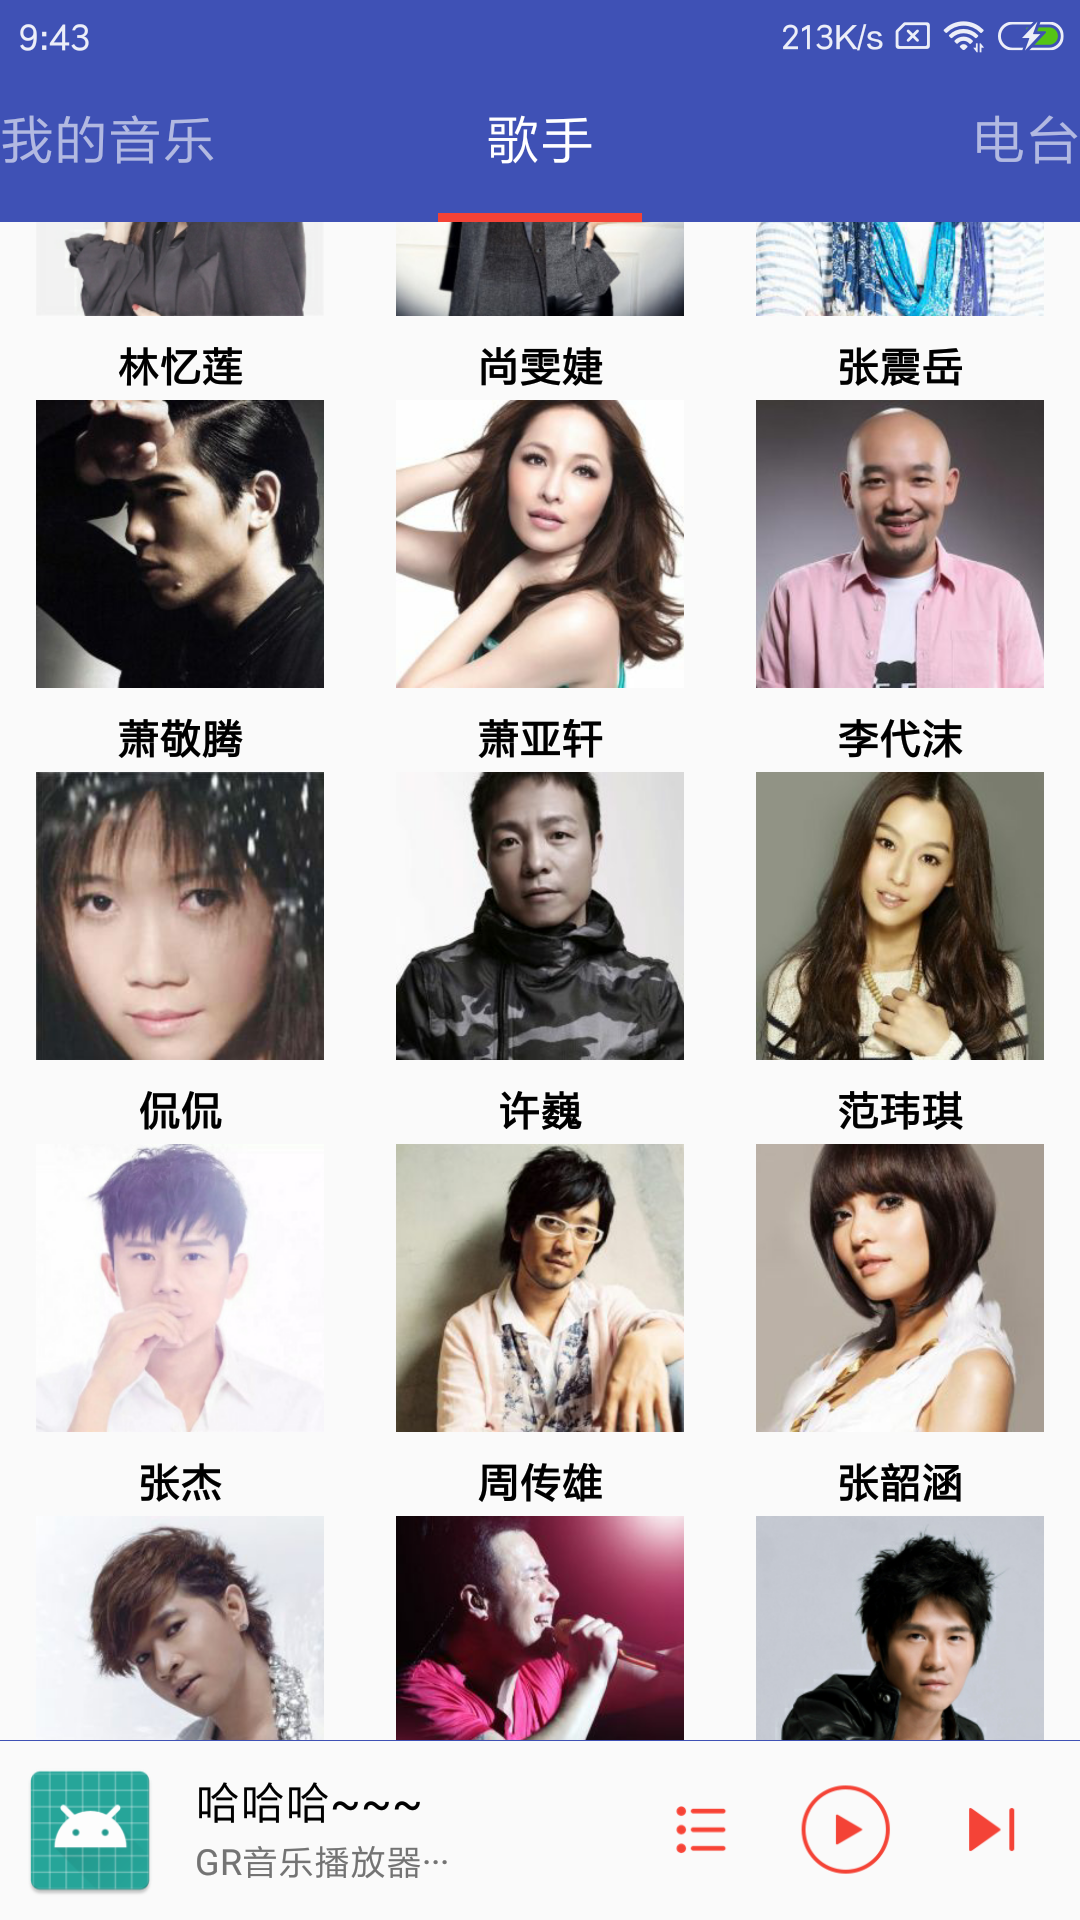 9:43 213K/s
我的音乐 歌手 电台
林忆莲 尚雯婕 张震岳
萧敬腾 萧亚轩 李代沫
侃侃 许巍 范玮琪
张杰 周传雄 张韶涵
哈哈哈~~~
GR音乐播放器...